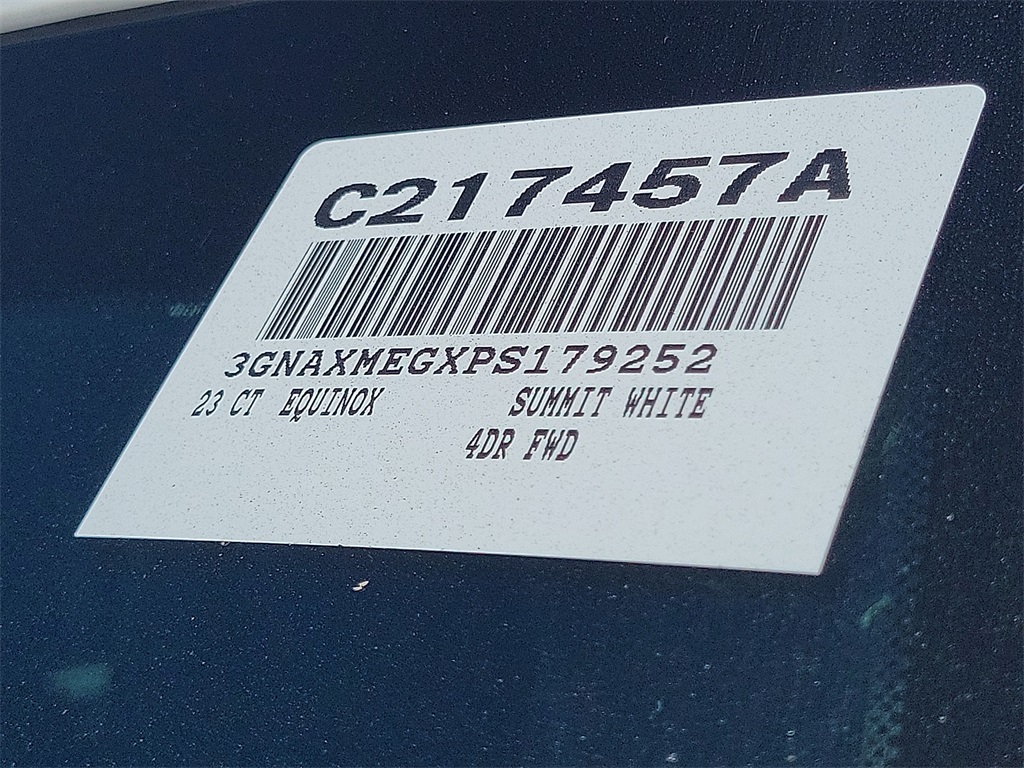 C217457A
3GNAXMEGXPS179252
23 CT EQUINOX SUMMIT WHITE
4DR FWD